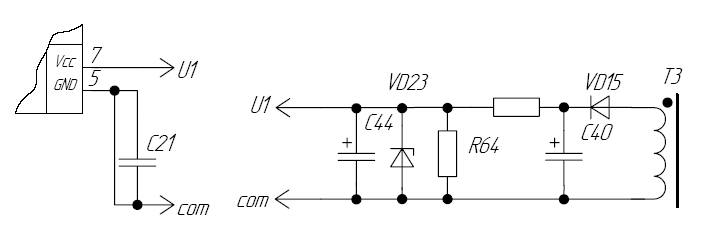 Vcc 7 U1
GND 5
C21
com
VD23 VD15 T3
U1
+ C44 R64 + C40
com